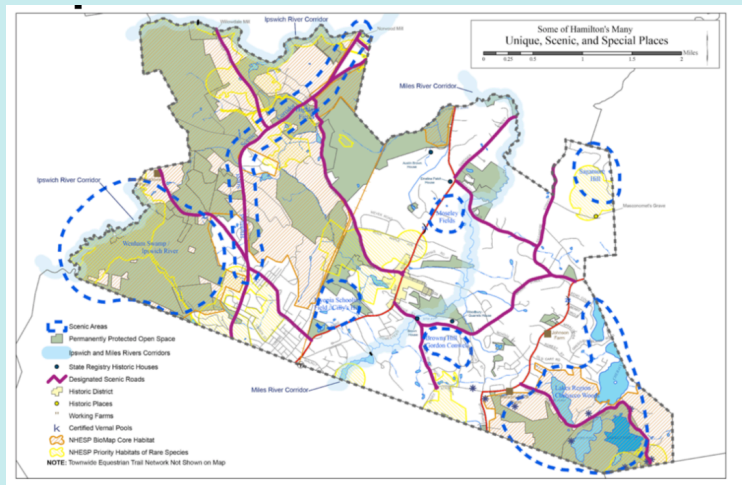 Some of Hamilton's Many
Unique, Scenic, and Special Places
Miles
0 0.25 0.5 1 1.5 2
Ipswich River Corridor
Miles River Corridor
Ipswich River Corridor
Sagamore
Hill
Moseley
Fields
Wenham Swamp /
Ipswich River
Gordon Conwell
Lakes Region /
Chebacco Woods
Miles River Corridor
Scenic Areas
Permanently Protected Open Space
Ipswich and Miles Rivers Corridors
State Registry Historic Houses
Designated Scenic Roads
Historic District
Historic Places
Working Farms
Certified Vernal Pools
NHESP BioMap Core Habitat
NHESP Priority Habitats of Rare Species
NOTE: Townwide Equestrian Trail Network Not Shown on Map